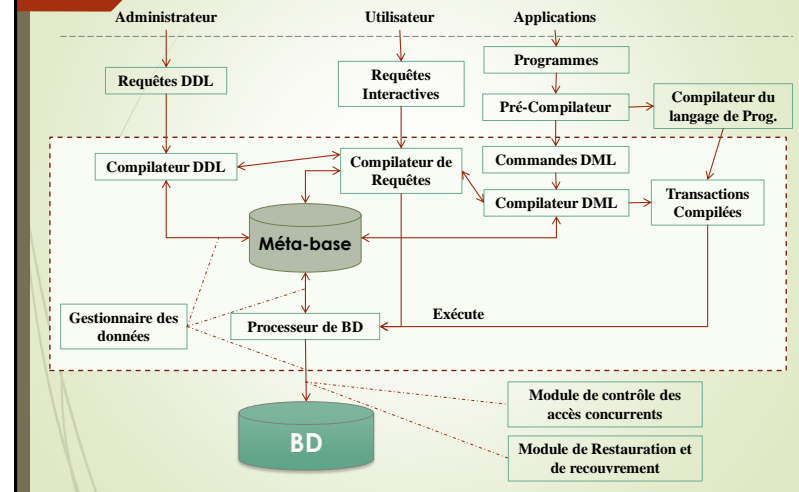 Administrateur
Utilisateur
Applications
Requêtes DDL
Requêtes
Interactives
Programmes
Pré-Compilateur
Compilateur du
langage de Prog.
Compilateur DDL
Compilateur de
Requêtes
Commandes DML
Compilateur DML
Transactions
Compilées
Méta-base
Gestionnaire des
données
Processeur de BD
Exécute
Module de contrôle des
accès concurrents
BD
Module de Restauration et
de recouvrement